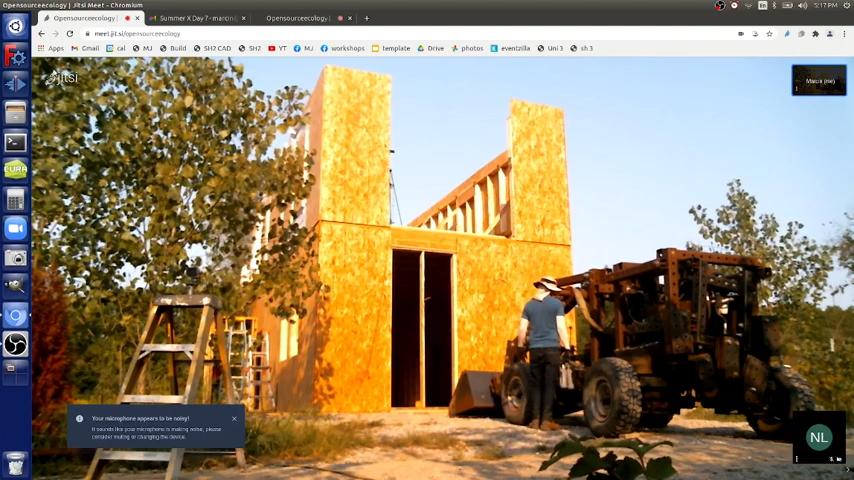 Opensourceecology | Jitsi Meet - Chromium
En
5:17 PM
Opensourceecology |
Summer X Day 7 - marcin@
Opensourceecology |
meet.jit.si/opensourceecology
Apps
Gmail
cal
MJ
Build
SH2 CAD
SH2
YT
MJ
workshops
template
Drive
photos
eventzilla
Uni 3
sh 3
jitsi
Marcin (me)
CURA
Your microphone appears to be noisy!
It sounds like your microphone is making noise, please
consider muting or changing the device.
NL